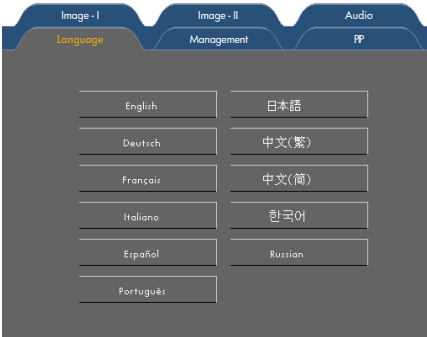 Image - I
Image - II
Audio
Language
Management
PIP
English
日本語
Deutsch
中文(繁)
Français
中文(简)
Italiano
한국어
Español
Russian
Português